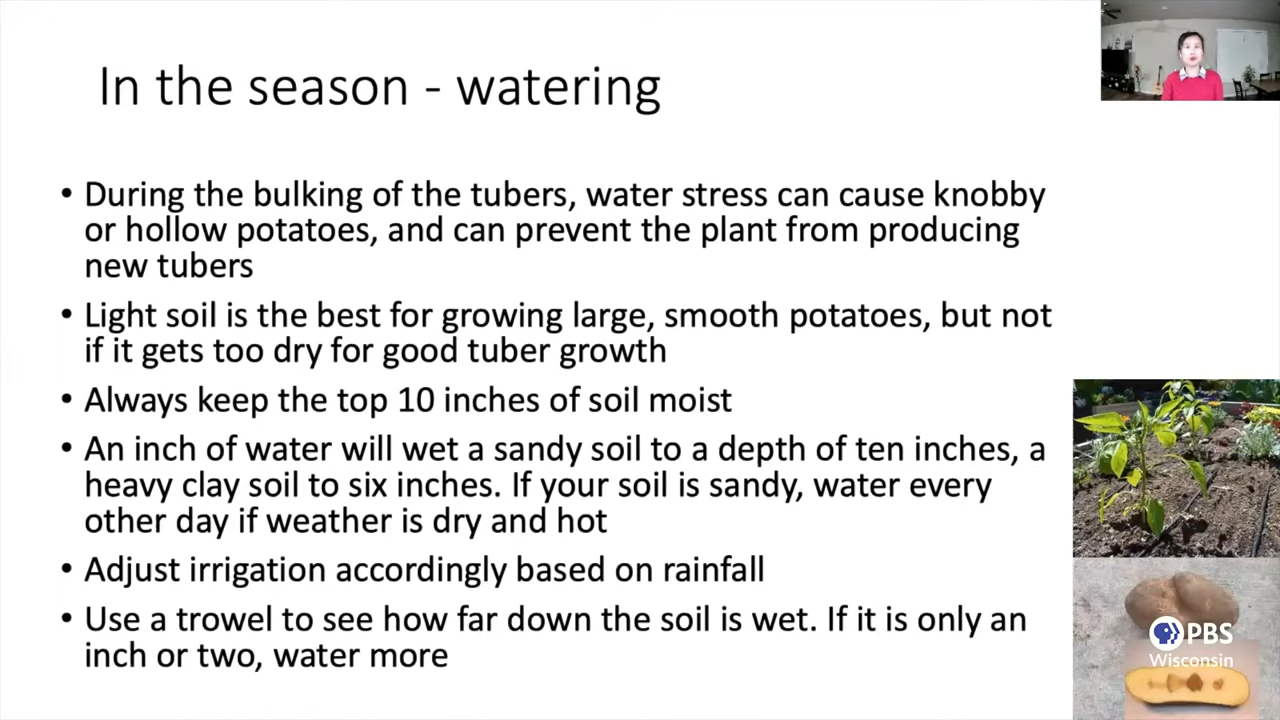 In the season - watering
• During the bulking of the tubers, water stress can cause knobby
or hollow potatoes, and can prevent the plant from producing
new tubers
• Light soil is the best for growing large, smooth potatoes, but not
if it gets too dry for good tuber growth
• Always keep the top 10 inches of soil moist
• An inch of water will wet a sandy soil to a depth of ten inches, a
heavy clay soil to six inches. If your soil is sandy, water every
other day if weather is dry and hot
• Adjust irrigation accordingly based on rainfall
• Use a trowel to see how far down the soil is wet. If it is only an
inch or two, water more
PBS
Wisconsin